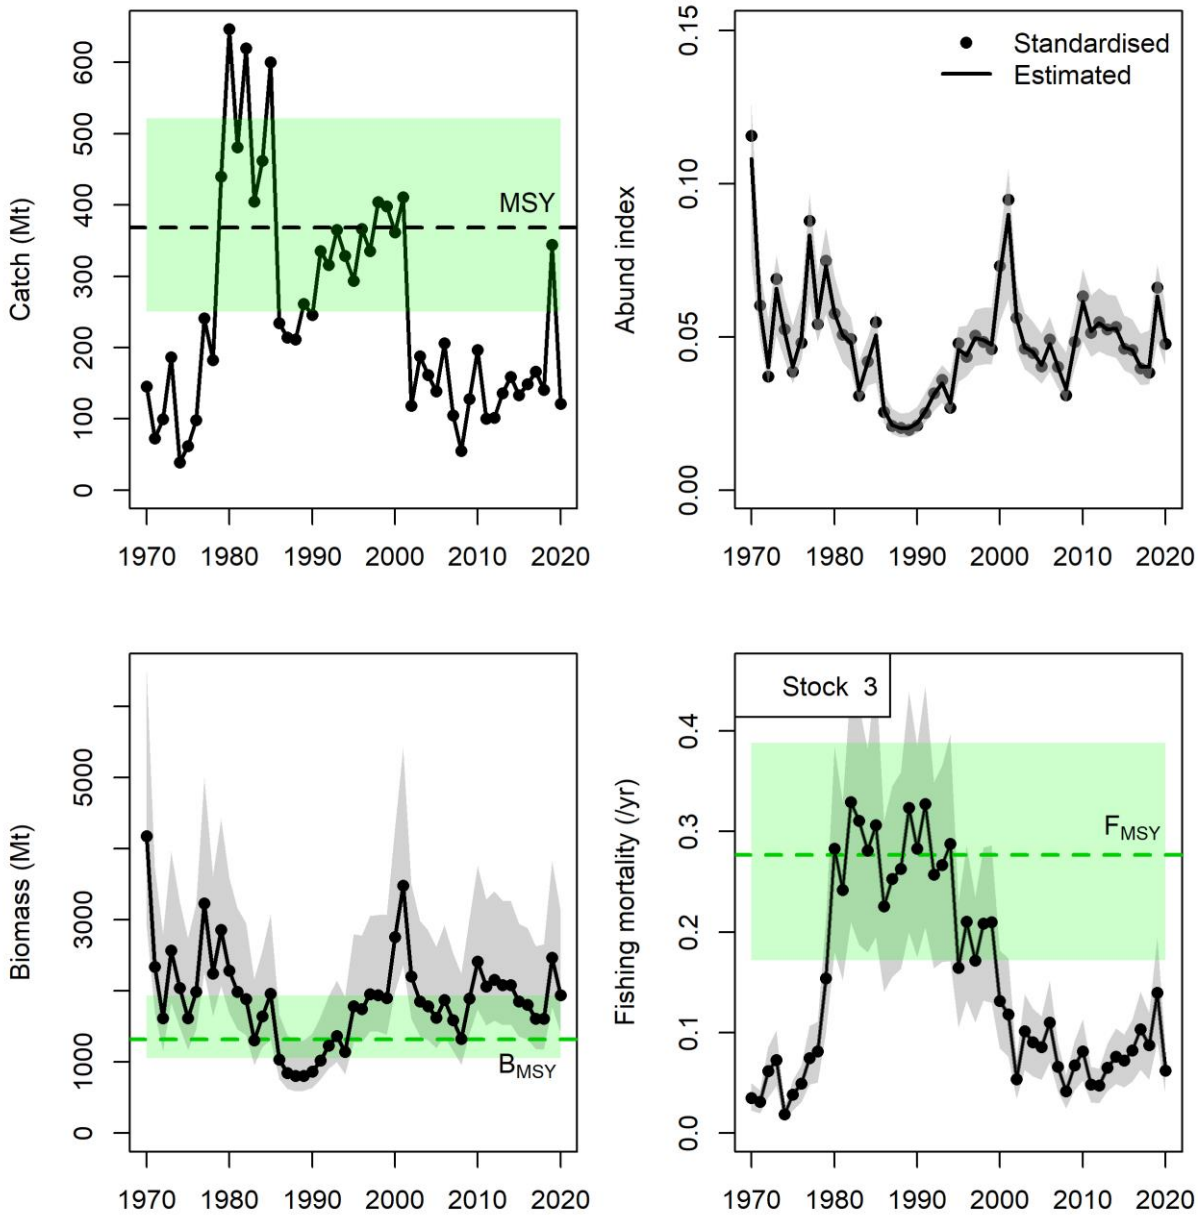 Catch (Mt)
600
500
400
300
200
100
0
MSY
1970 1980 1990 2000 2010 2020
Abund index
0.15
0.10
0.05
0.00
Standardised
Estimated
1970 1980 1990 2000 2010 2020
Biomass (Mt)
5000
3000
1000
0
BMSY
1970 1980 1990 2000 2010 2020
Fishing mortality (/yr)
Stock 3
0.4
0.3
0.2
0.1
0.0
FMSY
1970 1980 1990 2000 2010 2020